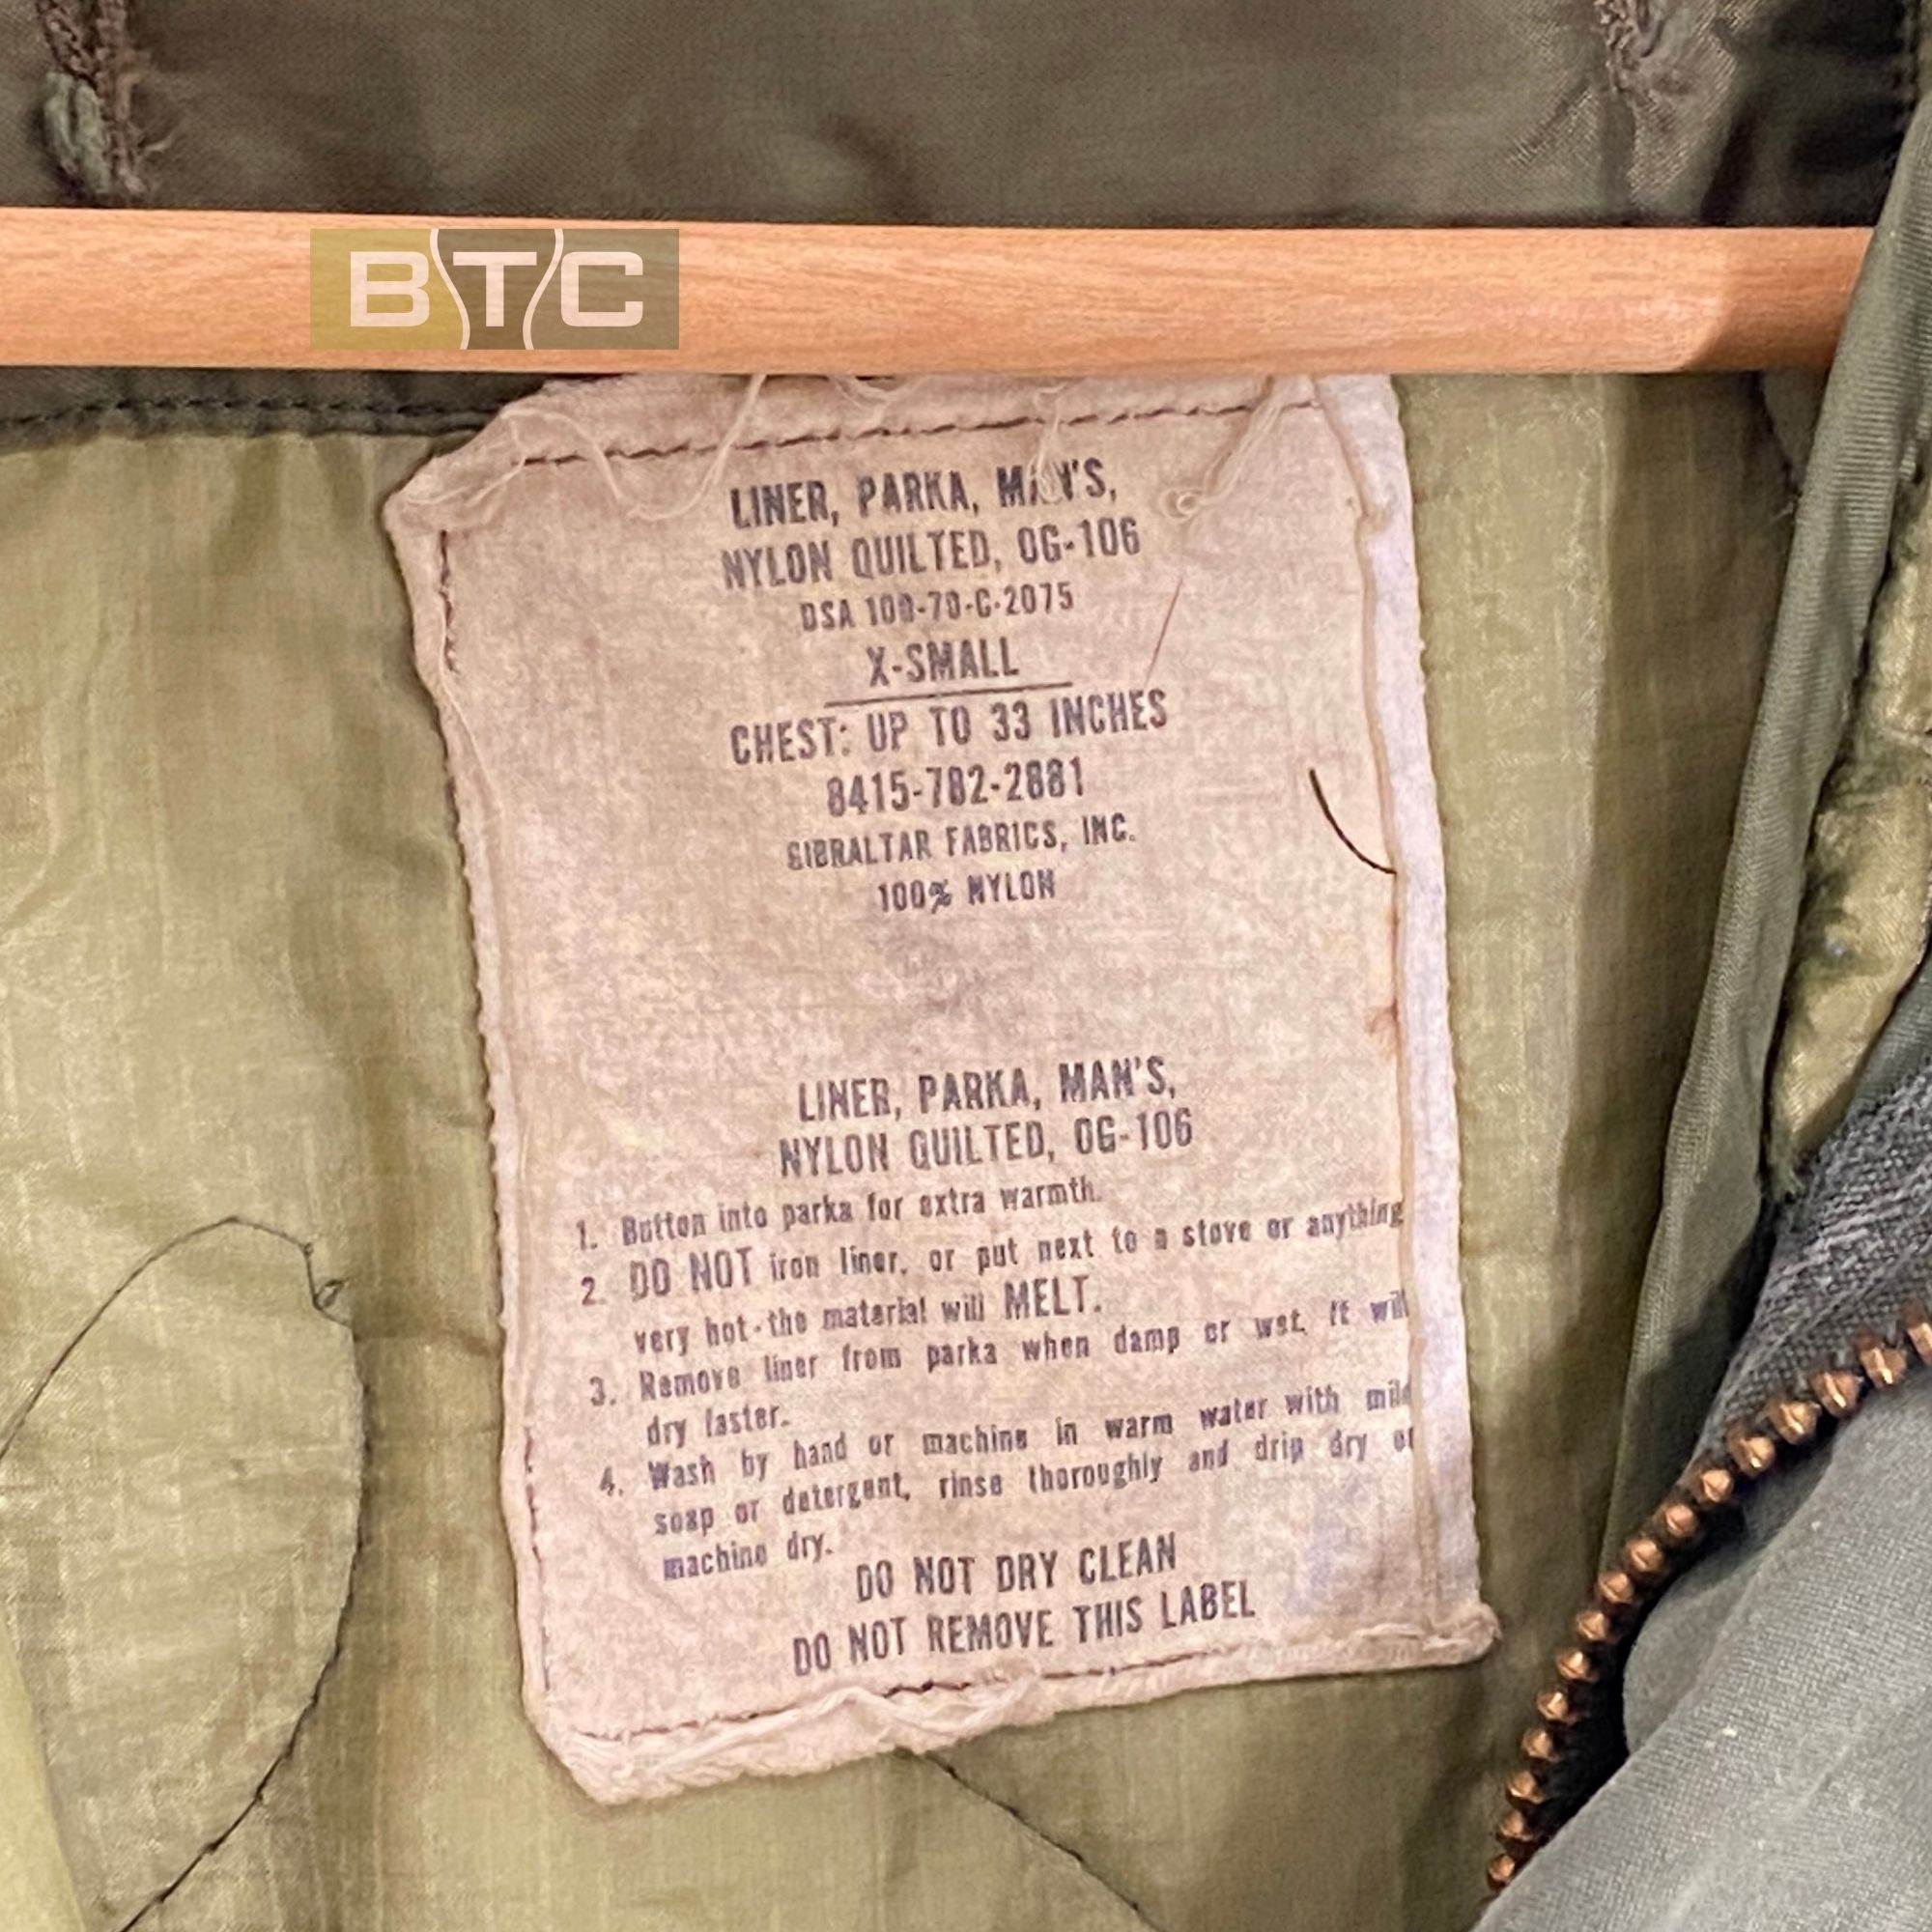 BTC
LINER, PARKA, MAN'S,
NYLON QUILTED, OG-106
DSA 100-70-C-2075
X-SMALL
CHEST: UP TO 33 INCHES
8415-782-2881
GIBRALTAR FABRICS, INC.
100% NYLON
LINER, PARKA, MAN'S,
NYLON QUILTED, OG-106
1. Button into parka for extra warmth.
2. DO NOT iron liner, or put next to a stove or anything
very hot-the material will MELT.
3. Remove liner from parka when damp or wet. It will
dry faster.
4. Wash by hand or machine in warm water with mild
soap or detergent, rinse thoroughly and drip dry or
machine dry.
DO NOT DRY CLEAN
DO NOT REMOVE THIS LABEL